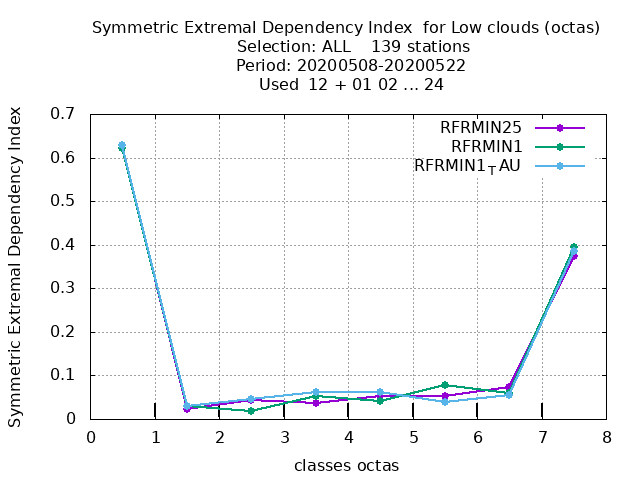 Symmetric Extremal Dependency Index  for Low clouds (octas)
Selection: ALL    139 stations
Period: 20200508-20200522
Used  12 + 01 02 ... 24
Symmetric Extremal Dependency Index
0.7
0.6
0.5
0.4
0.3
0.2
0.1
0
RFRMIN25
RFRMIN1
RFRMIN1TAU
0 1 2 3 4 5 6 7 8
classes octas